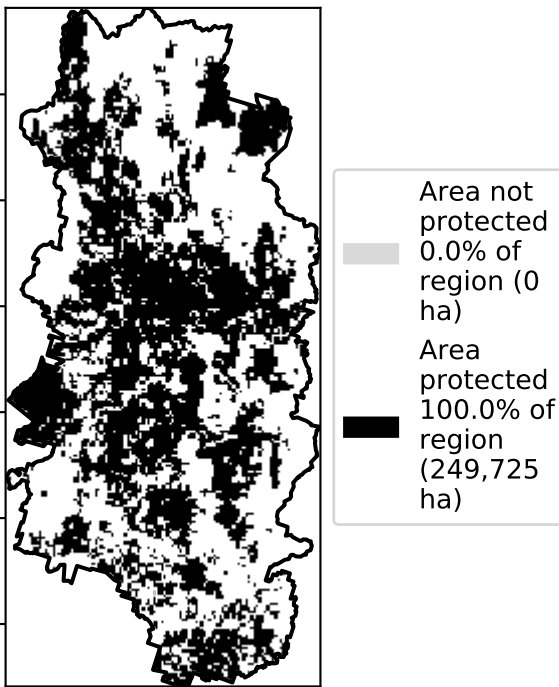 Area not
protected
0.0% of
region (0
ha)
Area
protected
100.0% of
region
(249,725
ha)